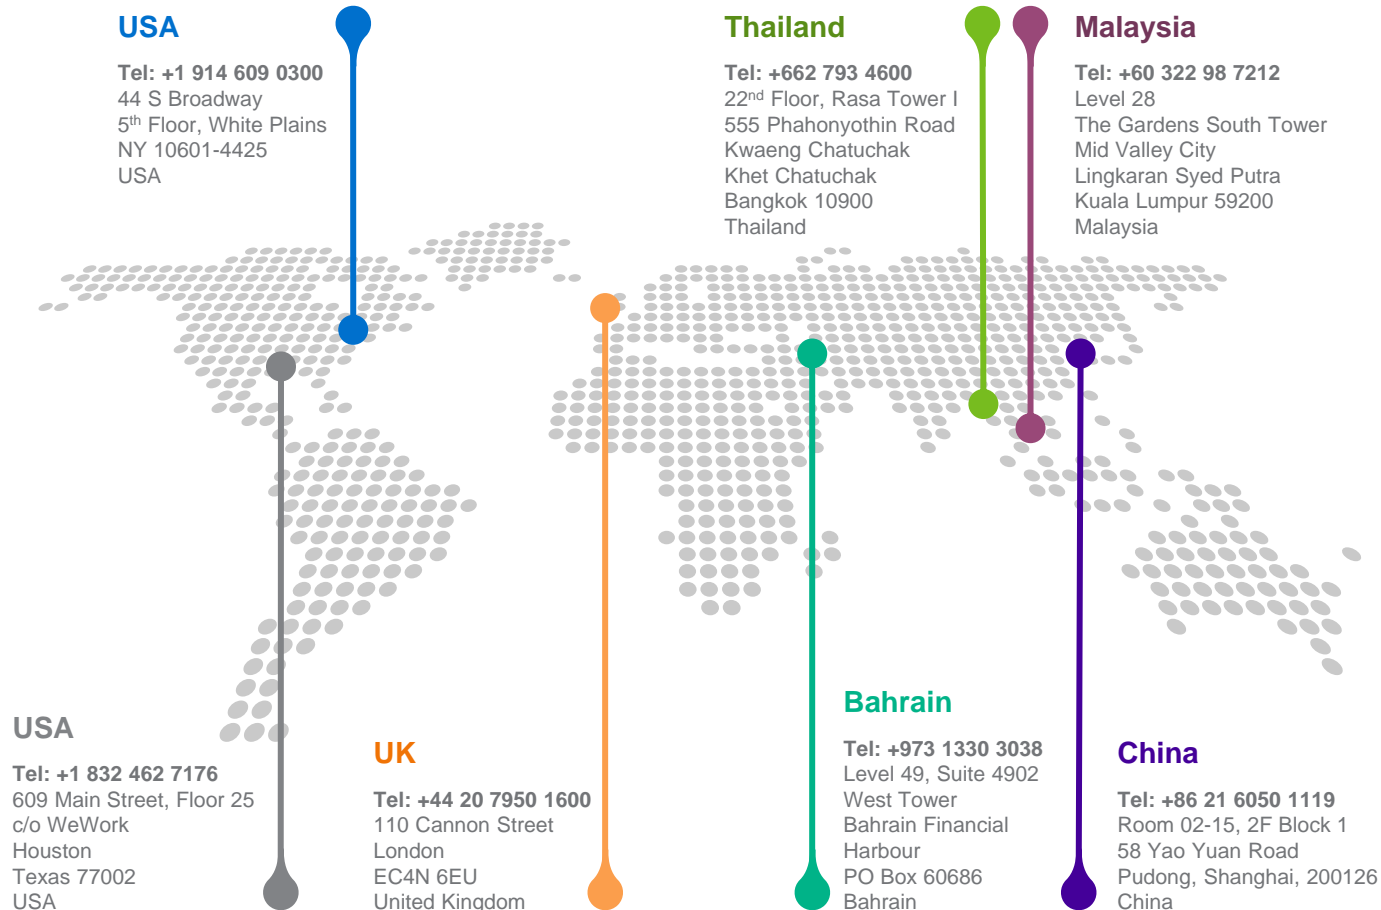 USA
Tel: +1 914 609 0300
44 S Broadway
5th Floor, White Plains
NY 10601-4425
USA
Thailand
Tel: +662 793 4600
22nd Floor, Rasa Tower I
555 Phahonyothin Road
Kwaeng Chatuchak
Khet Chatuchak
Bangkok 10900
Thailand
Malaysia
Tel: +60 322 98 7212
Level 28
The Gardens South Tower
Mid Valley City
Lingkaran Syed Putra
Kuala Lumpur 59200
Malaysia
USA
Tel: +1 832 462 7176
609 Main Street, Floor 25
c/o WeWork
Houston
Texas 77002
USA
UK
Tel: +44 20 7950 1600
110 Cannon Street
London
EC4N 6EU
United Kingdom
Bahrain
Tel: +973 1330 3038
Level 49, Suite 4902
West Tower
Bahrain Financial
Harbour
PO Box 60686
Bahrain
China
Tel: +86 21 6050 1119
Room 02-15, 2F Block 1
58 Yao Yuan Road
Pudong, Shanghai, 200126
China